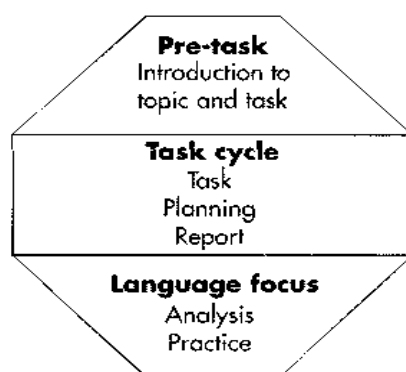 Pre-task
Introduction to
topic and task
Task cycle
Task
Planning
Report
Language focus
Analysis
Practice